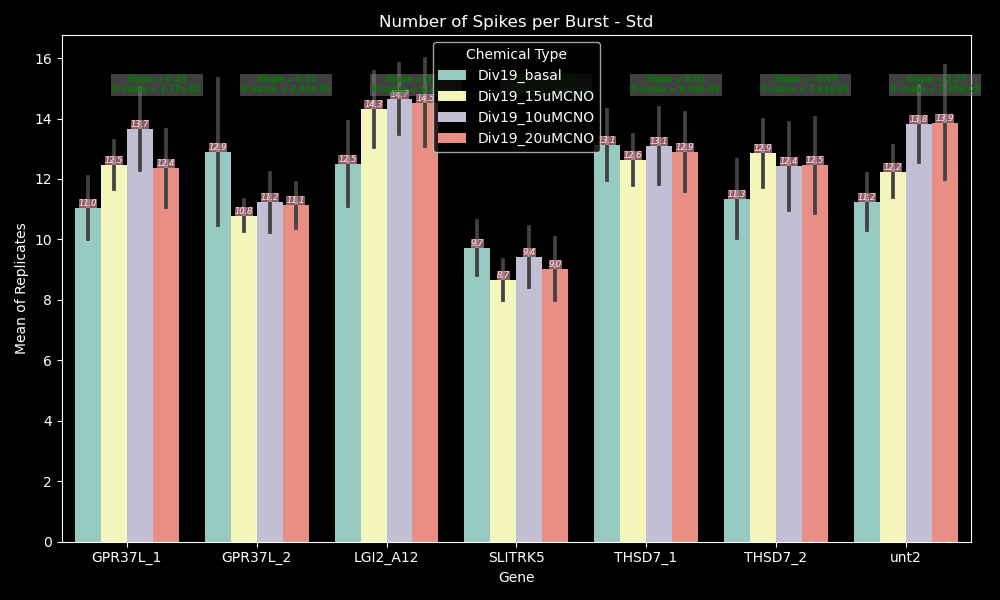 Number of Spikes per Burst - Std
Mean of Replicates
16
14
12
10
8
6
4
2
0
Chemical Type
Div19_basal
Div19_15uMCNO
Div19_10uMCNO
Div19_20uMCNO
11.0
12.5
13.7
12.4
12.9
10.8
11.2
11.1
12.5
14.3
14.7
14.5
9.7
8.7
9.4
9.0
13.1
12.6
13.1
12.9
11.3
12.9
12.4
12.5
11.2
12.2
13.8
13.9
GPR37L_1
GPR37L_2
LGI2_A12
SLITRK5
THSD7_1
THSD7_2
unt2
Gene